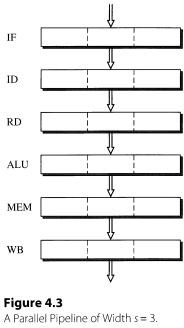 IF
ID
RD
ALU
MEM
WB
Figure 4.3
A Parallel Pipeline of Width s = 3.